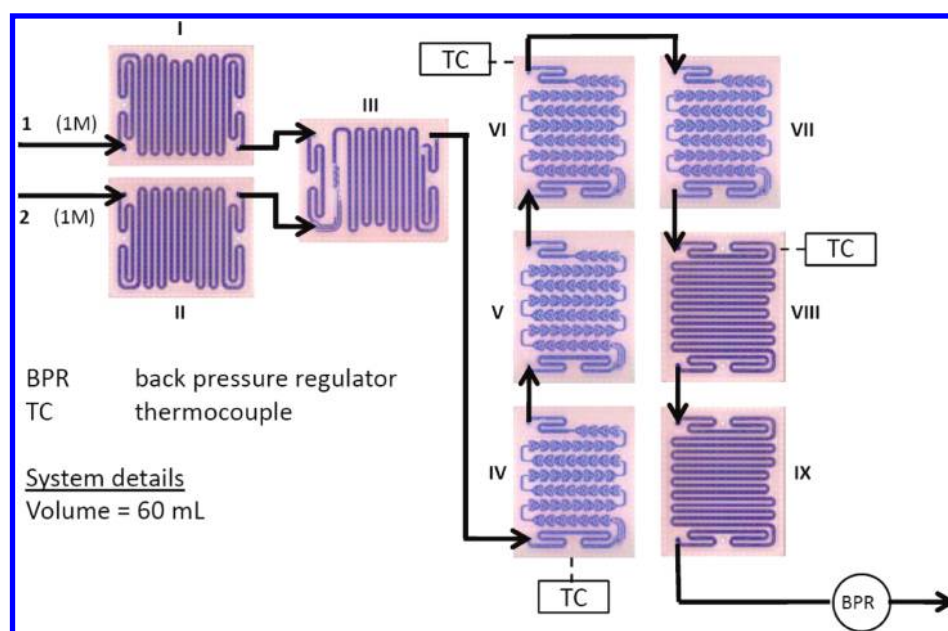 I
II
III
1 (1M)
2 (1M)
TC
VI
VII
V
TC
VIII
IV
IX
TC
BPR
BPR back pressure regulator
TC thermocouple
System details
Volume = 60 mL